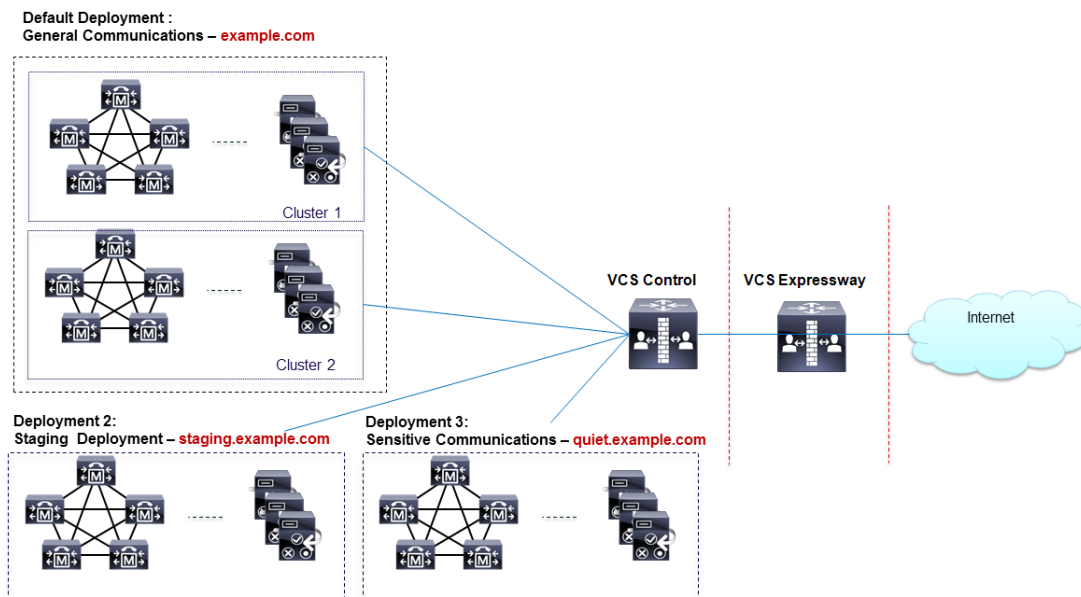 Default Deployment :
General Communications – example.com
M
M
M
M
M
Cluster 1
M
M
M
M
M
Cluster 2
VCS Control
VCS Expressway
Internet
Deployment 2:
Staging Deployment – staging.example.com
M
M
M
M
M
Deployment 3:
Sensitive Communications – quiet.example.com
M
M
M
M
M